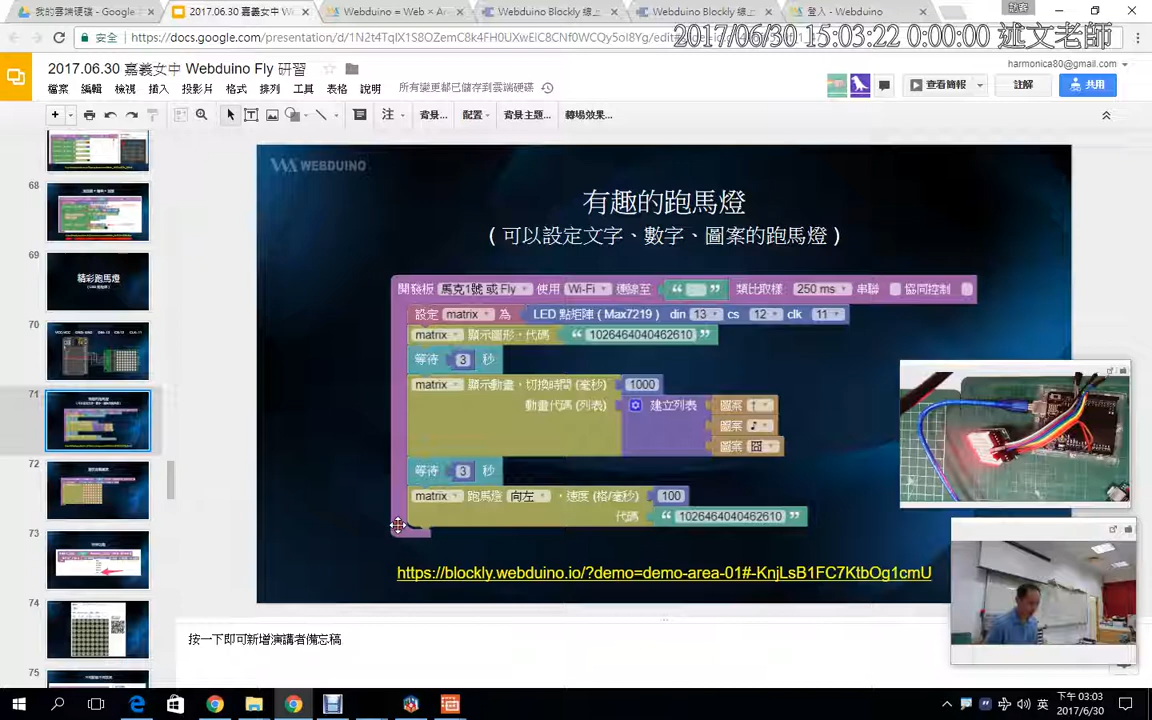 我的雲端硬碟 - Google
2017.06.30 嘉義女中 W
Webduino = Web × A
Webduino Blockly 線上
Webduino Blockly 線上
登入 - Webduino
訪客
安全
https://docs.google.com/presentation/d/1N2t4TqIX1S8OZemC8k4FH0UXwEiC8CNf0WCQy5oI8Yg/edit
2017/06/30 15:03:22 0:00:00 述文老師
2017.06.30 嘉義女中 Webduino Fly 研習
harmonica80@gmail.com
檔案 編輯 檢視 插入 投影片 格式 排列 工具 表格 說明
所有變更都已儲存到雲端硬碟
查看簡報
註解
共用
注
背景...
配置
背景主題...
轉場效果...
68
69
精彩跑馬燈
70
71
72
73
74
75
WEBDUINO
有趣的跑馬燈
（可以設定文字、數字、圖案的跑馬燈）
開發板 馬克1號 或 Fly 使用 Wi-Fi 連線至 “ ” 類比取樣 250 ms 串聯 協同控制
設定 matrix 為 LED 點矩陣 ( Max7219 ) din 13 cs 12 clk 11
matrix 顯示圖形，代碼 “ 1026464040462610 ”
等待 3 秒
matrix 顯示動畫，切換時間 (毫秒) 1000
動畫代碼 (列表) 建立列表 圖案 †
圖案 ♪
圖案 囧
等待 3 秒
matrix 跑馬燈 向左 ，速度 (格/毫秒) 100
代碼 “ 1026464040462610 ”
https://blockly.webduino.io/?demo=demo-area-01#-KnjLsB1FC7KtbOg1cmU
按一下即可新增演講者備忘稿
英
下午 03:03
2017/6/30